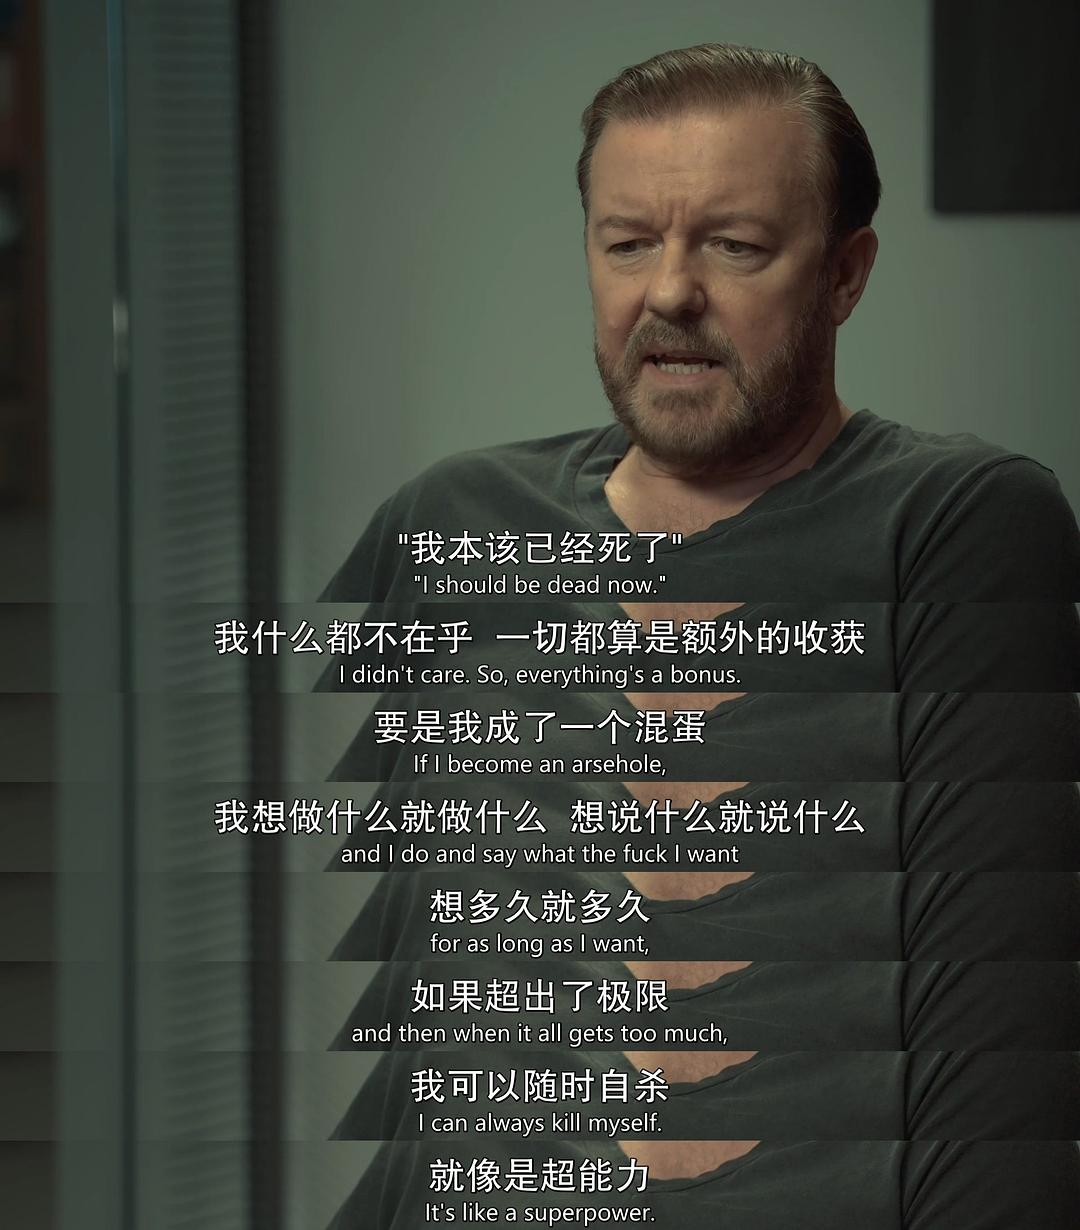 "我本该已经死了"
"I should be dead now."
我什么都不在乎 一切都算是额外的收获
I didn't care. So, everything's a bonus.
要是我成了一个混蛋
If I become an arsehole,
我想做什么就做什么 想说什么就说什么
and I do and say what the fuck I want
想多久就多久
for as long as I want,
如果超出了极限
and then when it all gets too much,
我可以随时自杀
I can always kill myself.
就像是超能力
It's like a superpower.